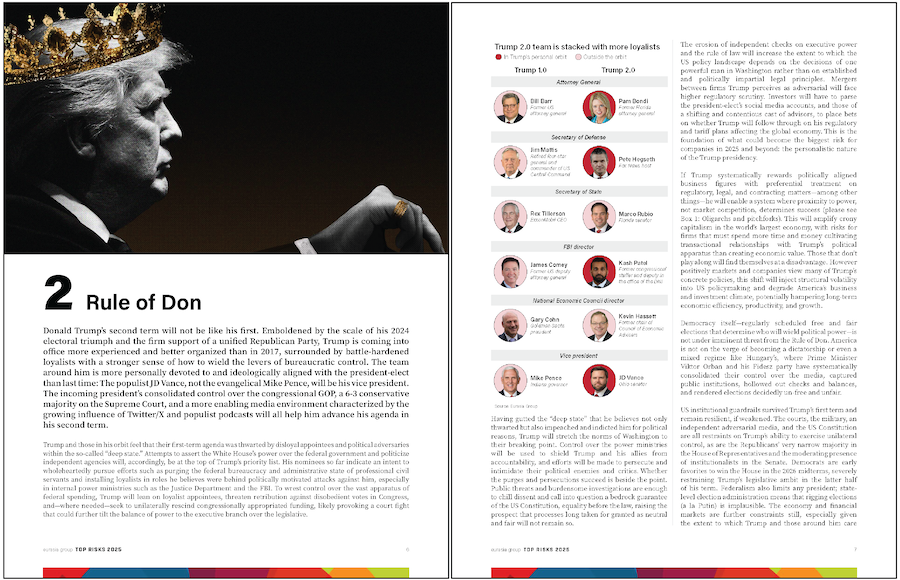 2 Rule of Don
Donald Trump's second term will not be like his first. Emboldened by the scale of his 2024
electoral triumph and the firm support of a unified Republican Party, Trump is coming into
office more experienced and better organized than in 2017, surrounded by battle-hardened
loyalists with a stronger sense of how to wield the levers of bureaucratic control. The team
around him is more personally devoted to and ideologically aligned with the president-elect
than last time: The populist JD Vance, not the evangelical Mike Pence, will be his vice president.
The incoming president's consolidated control over the congressional GOP, a 6-3 conservative
majority on the Supreme Court, and a more enabling media environment characterized by the
growing influence of Twitter/X and populist podcasts will all help him advance his agenda in
his second term.
Trump and those in his orbit feel that their first-term agenda was thwarted by disloyal appointees and political adversaries
within the so-called "deep state." Attempts to assert the White House's power over the federal government and politicize
independent agencies will, accordingly, be at the top of Trump's priority list. His nominees so far indicate an intent to
wholeheartedly pursue efforts such as purging the federal bureaucracy and administrative state of professional civil
servants and installing loyalists in roles he believes were behind politically motivated attacks against him, especially
in internal power ministries such as the Justice Department and the FBI. To wrest control over the vast apparatus of
federal spending, Trump will lean on loyalist appointees, threaten retribution against disobedient votes in Congress,
and—where needed—seek to unilaterally rescind congressionally appropriated funding, likely provoking a court fight
that could further tilt the balance of power to the executive branch over the legislative.
eurasia group TOP RISKS 2025
6
Trump 2.0 team is stacked with more loyalists
In Trump's personal orbit Outside the orbit
Trump 1.0 Trump 2.0
Attorney General
Bill Barr
Former US
attorney general
Pam Bondi
Former Florida
attorney general
Secretary of Defense
Jim Mattis
Retired four star
general and
commander of US
Central Command
Pete Hegseth
Fox News host
Secretary of State
Rex Tillerson
ExxonMobil CEO
Marco Rubio
Florida senator
FBI director
James Comey
Former US deputy
attorney general
Kash Patel
Former congressional
staffer and deputy in
the office of the DNI
National Economic Council director
Gary Cohn
Goldman Sachs
president
Kevin Hassett
Former chair of
Council of Economic
Advisers
Vice president
Mike Pence
Indiana governor
JD Vance
Ohio senator
Source: Eurasia Group
Having gutted the "deep state" that he believes not only
thwarted but also impeached and indicted him for political
reasons, Trump will stretch the norms of Washington to
their breaking point. Control over the power ministries
will be used to shield Trump and his allies from
accountability, and efforts will be made to persecute and
intimidate their political enemies and critics. Whether
the purges and persecutions succeed is beside the point.
Public threats and burdensome investigations are enough
to chill dissent and call into question a bedrock guarantee
of the US Constitution, equality before the law, raising the
prospect that processes long taken for granted as neutral
and fair will not remain so.
The erosion of independent checks on executive power
and the rule of law will increase the extent to which the
US policy landscape depends on the decisions of one
powerful man in Washington rather than on established
and politically impartial legal principles. Mergers
between firms Trump perceives as adversarial will face
higher regulatory scrutiny. Investors will have to parse
the president-elect's social media accounts, and those of
a shifting and contentious cast of advisors, to place bets
on whether Trump will follow through on his regulatory
and tariff plans affecting the global economy. This is the
foundation of what could become the biggest risk for
companies in 2025 and beyond: the personalistic nature
of the Trump presidency.
If Trump systematically rewards politically aligned
business figures with preferential treatment on
regulatory, legal, and contracting matters—among other
things—he will enable a system where proximity to power,
not market competition, determines success (please see
Box 1: Oligarchs and pitchforks). This will amplify crony
capitalism in the world's largest economy, with risks for
firms that must spend more time and money cultivating
transactional relationships with Trump's political
apparatus than creating economic value. Those that don't
play along will find themselves at a disadvantage. However
positively markets and companies view many of Trump's
concrete policies, this shift will inject structural volatility
into US policymaking and degrade America's business
and investment climate, potentially hampering long-term
economic efficiency, productivity, and growth.
Democracy itself—regularly scheduled free and fair
elections that determine who will wield political power—is
not under imminent threat from the Rule of Don. America
is not on the verge of becoming a dictatorship or even a
mixed regime like Hungary's, where Prime Minister
Viktor Orban and his Fidesz party have systematically
consolidated their control over the media, captured
public institutions, hollowed out checks and balances,
and rendered elections decidedly un-free and unfair.
US institutional guardrails survived Trump's first term and
remain resilient, if weakened. The courts, the military, an
independent adversarial media, and the US Constitution
are all restraints on Trump's ability to exercise unilateral
control, as are the Republicans' very narrow majority in
the House of Representatives and the moderating presence
of institutionalists in the Senate. Democrats are early
favorites to win the House in the 2026 midterms, severely
restraining Trump's legislative ambit in the latter half
of his term. Federalism also limits any president; state-
level election administration means that rigging elections
(a la Putin) is implausible. The economy and financial
markets are further constraints still, especially given
the extent to which Trump and those around him care
eurasia group TOP RISKS 2025
7